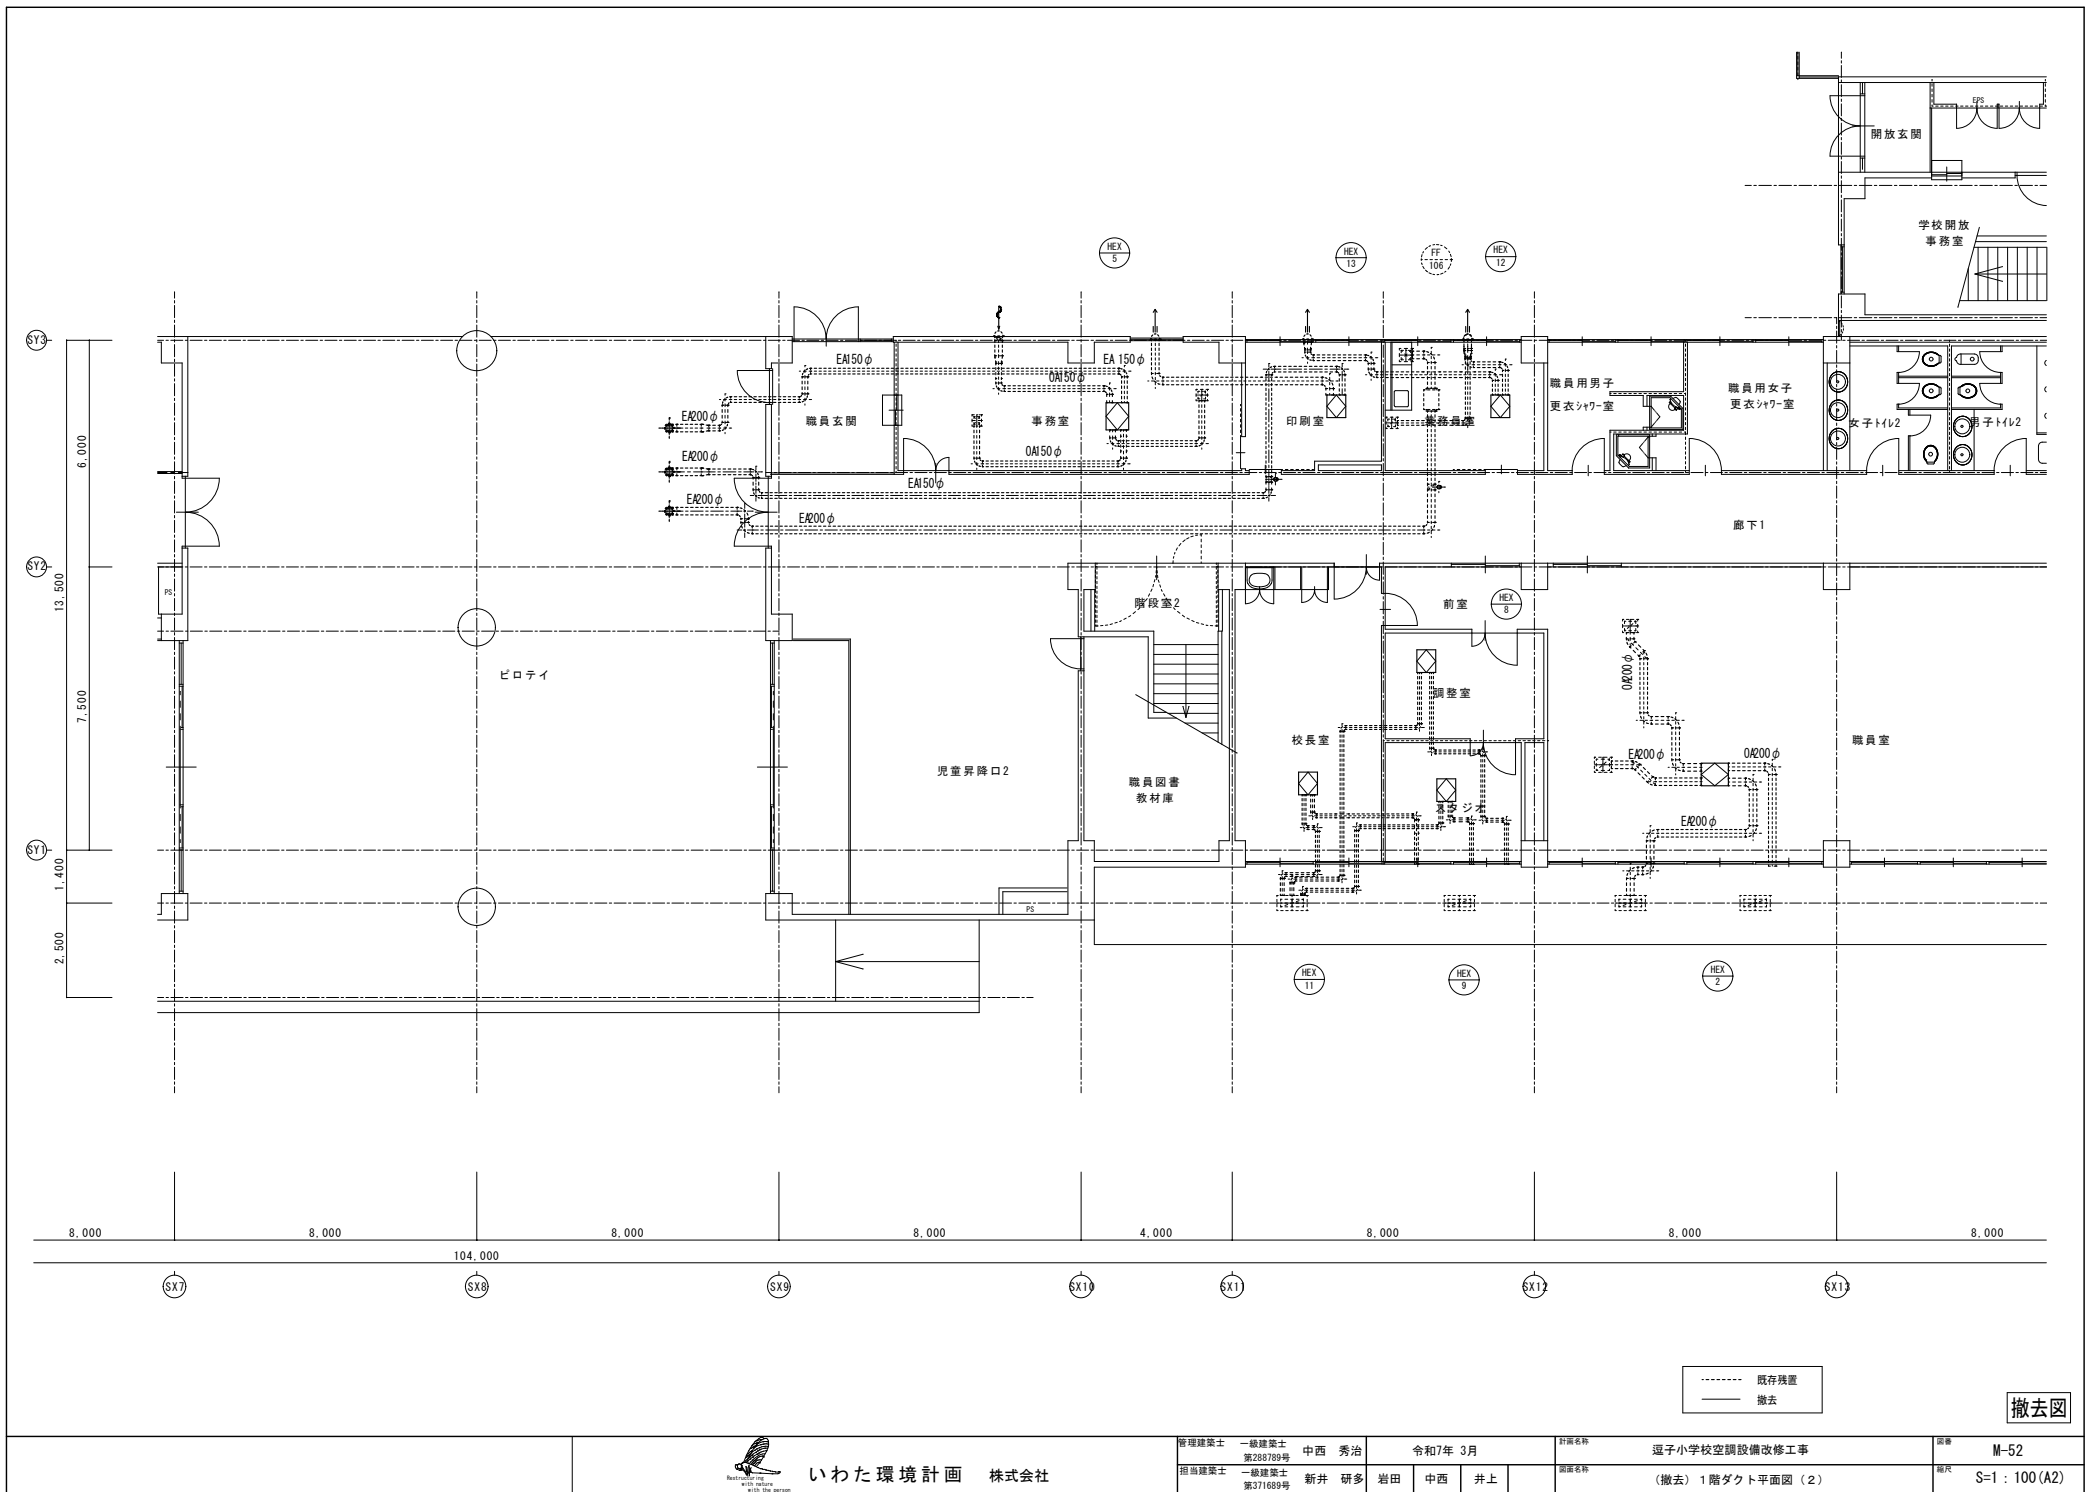 EPS
開放玄関
学校開放
事務室
HEX
5
HEX
13
FF
106
HEX
12
SY3
EA150φ
EA 150φ
OA150φ
職員用男子
更衣シャワー室
職員用女子
更衣シャワー室
EA200φ
職員玄関
事務室
印刷室
女子トイレ2
男子トイレ2
6,000
EA200φ
OA150φ
EA150φ
EA200φ
EA200φ
廊下1
SY2
13,500
PS
階段室2
前室
HEX
8
ピロティ
OA200φ
調整室
7,500
校長室
職員室
EA200φ
OA200φ
児童昇降口2
職員図書
教材庫
スタジオ
EA200φ
SY1
1,400
PS
2,500
HEX
11
HEX
9
HEX
2
8,000
8,000
8,000
8,000
4,000
8,000
8,000
8,000
104,000
SX7
SX8
SX9
SX10
SX11
SX12
SX13
既存残置
撤去
撤去図
Restructuring
with nature
with the person
いわた環境計画 株式会社
管理建築士
一級建築士
第288789号
中西 秀治
令和7年 3月
計画名称
逗子小学校空調設備改修工事
図番
M-52
担当建築士
一級建築士
第371689号
新井 研多
岩田
中西
井上
図面名称
(撤去)1階ダクト平面図(2)
縮尺
S=1:100(A2)